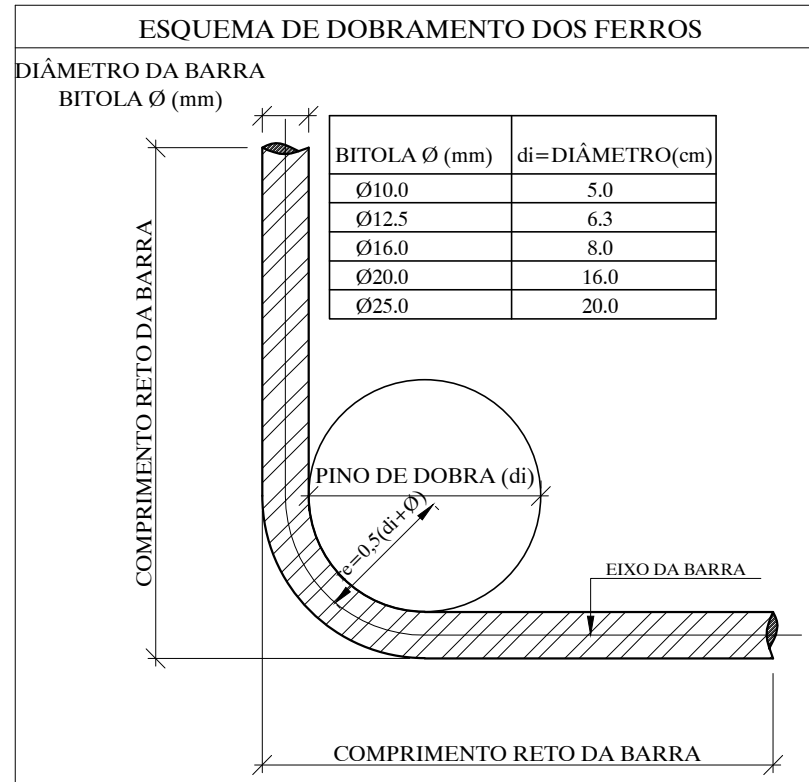 ESQUEMA DE DOBRAMENTO DOS FERROS
DIÂMETRO DA BARRA
BITOLA Ø (mm)
BITOLA Ø (mm) di=DIÂMETRO(cm)
Ø10.0 5.0
Ø12.5 6.3
Ø16.0 8.0
Ø20.0 16.0
Ø25.0 20.0
COMPRIMENTO RETO DA BARRA
PINO DE DOBRA (di)
re=0,5(di+Ø)
EIXO DA BARRA
COMPRIMENTO RETO DA BARRA